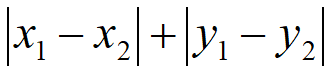 |x₁ − x₂| + |y₁ − y₂|